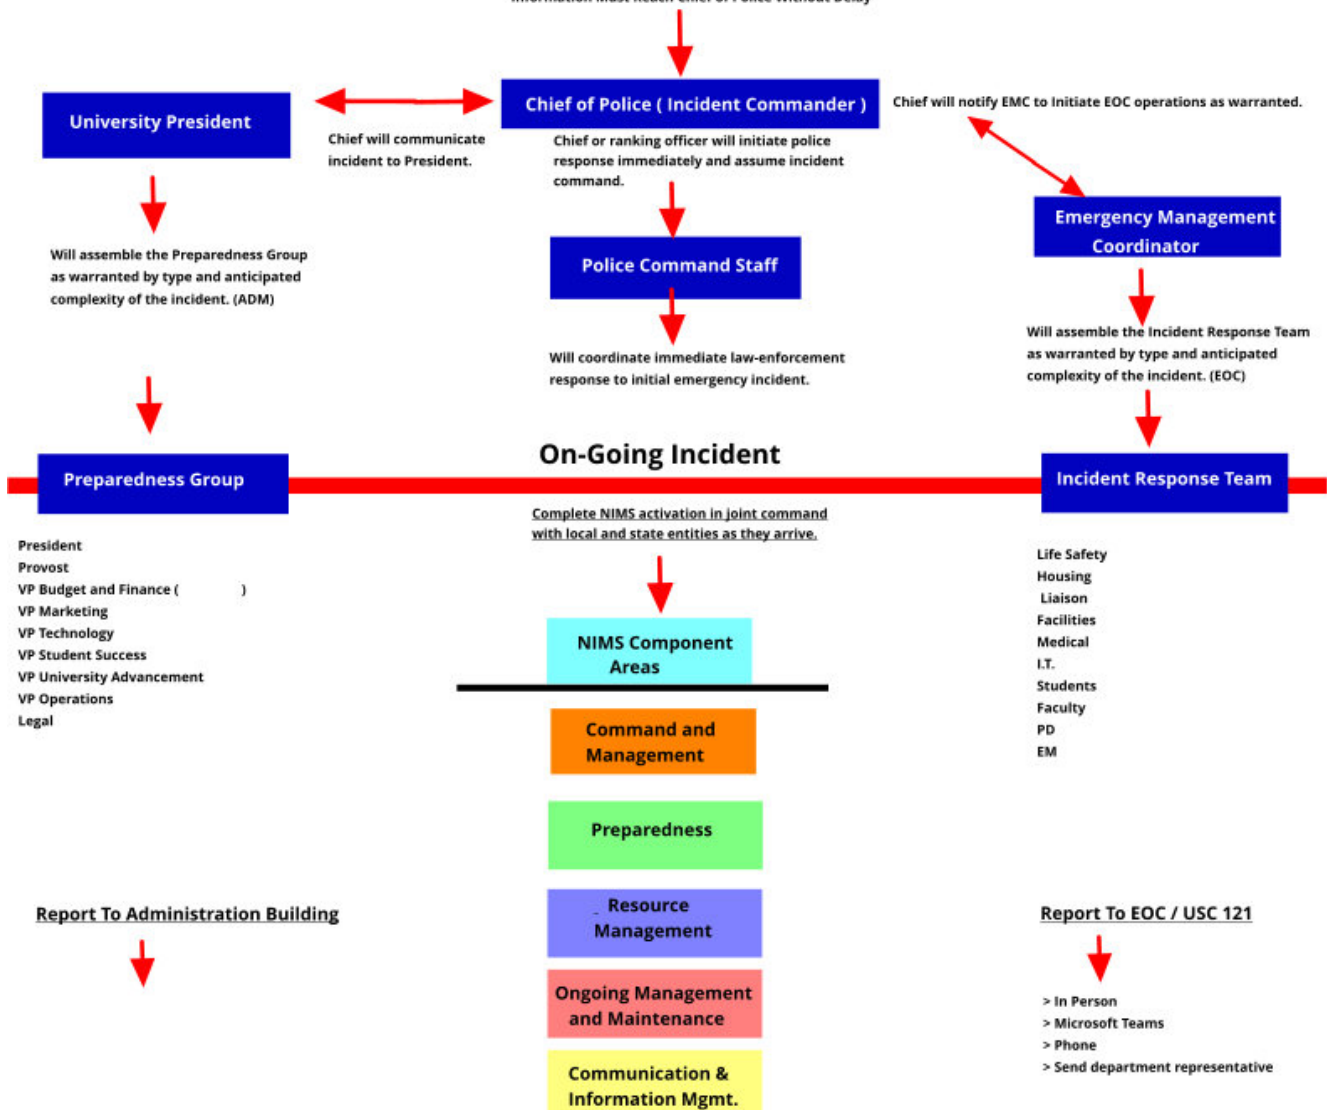 Information Must Reach Chief of Police Without Delay
Chief of Police ( Incident Commander )
Chief will notify EMC to Initiate EOC operations as warranted.
University President
Chief will communicate
incident to President.
Chief or ranking officer will initiate police
response immediately and assume incident
command.
Emergency Management
Coordinator
Police Command Staff
Will assemble the Preparedness Group
as warranted by type and anticipated
complexity of the incident. (ADM)
Will coordinate immediate law-enforcement
response to initial emergency incident.
Will assemble the Incident Response Team
as warranted by type and anticipated
complexity of the incident. (EOC)
On-Going Incident
Preparedness Group
Incident Response Team
Complete NIMS activation in joint command
with local and state entities as they arrive.
President
Provost
VP Budget and Finance ( )
VP Marketing
VP Technology
VP Student Success
VP University Advancement
VP Operations
Legal
Life Safety
Housing
Liaison
Facilities
Medical
I.T.
Students
Faculty
PD
EM
NIMS Component
Areas
Command and
Management
Preparedness
Resource
Management
Ongoing Management
and Maintenance
Communication &
Information Mgmt.
Report To Administration Building
Report To EOC / USC 121
> In Person
> Microsoft Teams
> Phone
> Send department representative